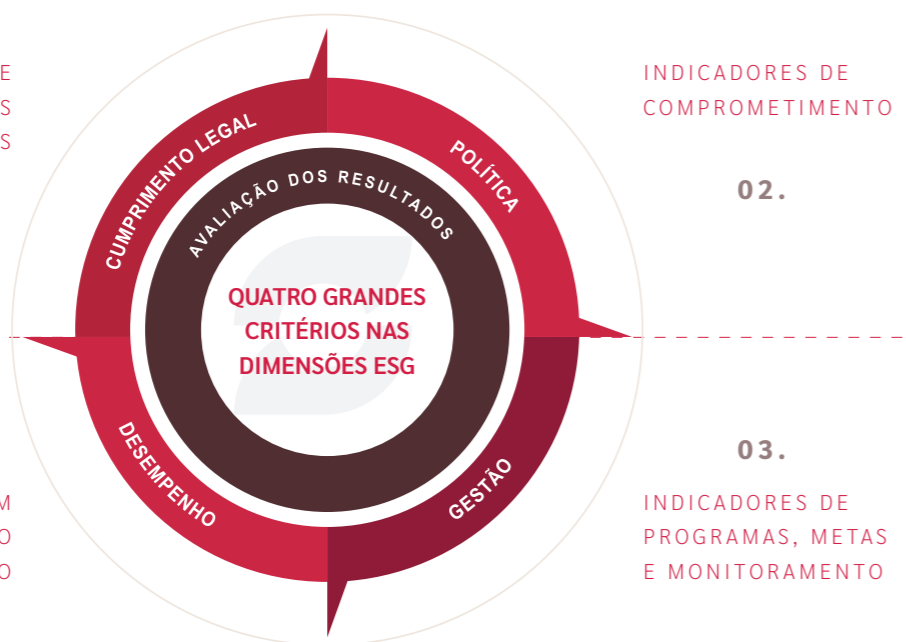 E
S
S
INDICADORES DE
COMPROMETIMENTO
02.
CUMPRIMENTO LEGAL
POLÍTICA
AVALIAÇÃO DOS RESULTADOS
QUATRO GRANDES
CRITÉRIOS NAS
DIMENSÕES ESG
DESEMPENHO
GESTÃO
03.
M
O
O
INDICADORES DE
PROGRAMAS, METAS
E MONITORAMENTO